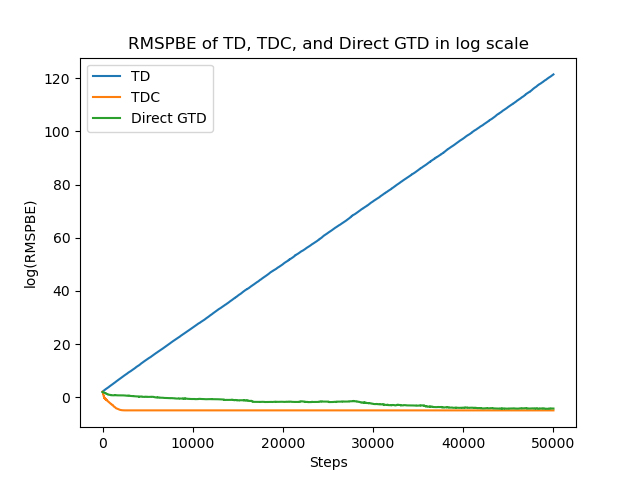 RMSPBE of TD, TDC, and Direct GTD in log scale
TD
TDC
Direct GTD
log(RMSPBE)
120
100
80
60
40
20
0
0 10000 20000 30000 40000 50000
Steps